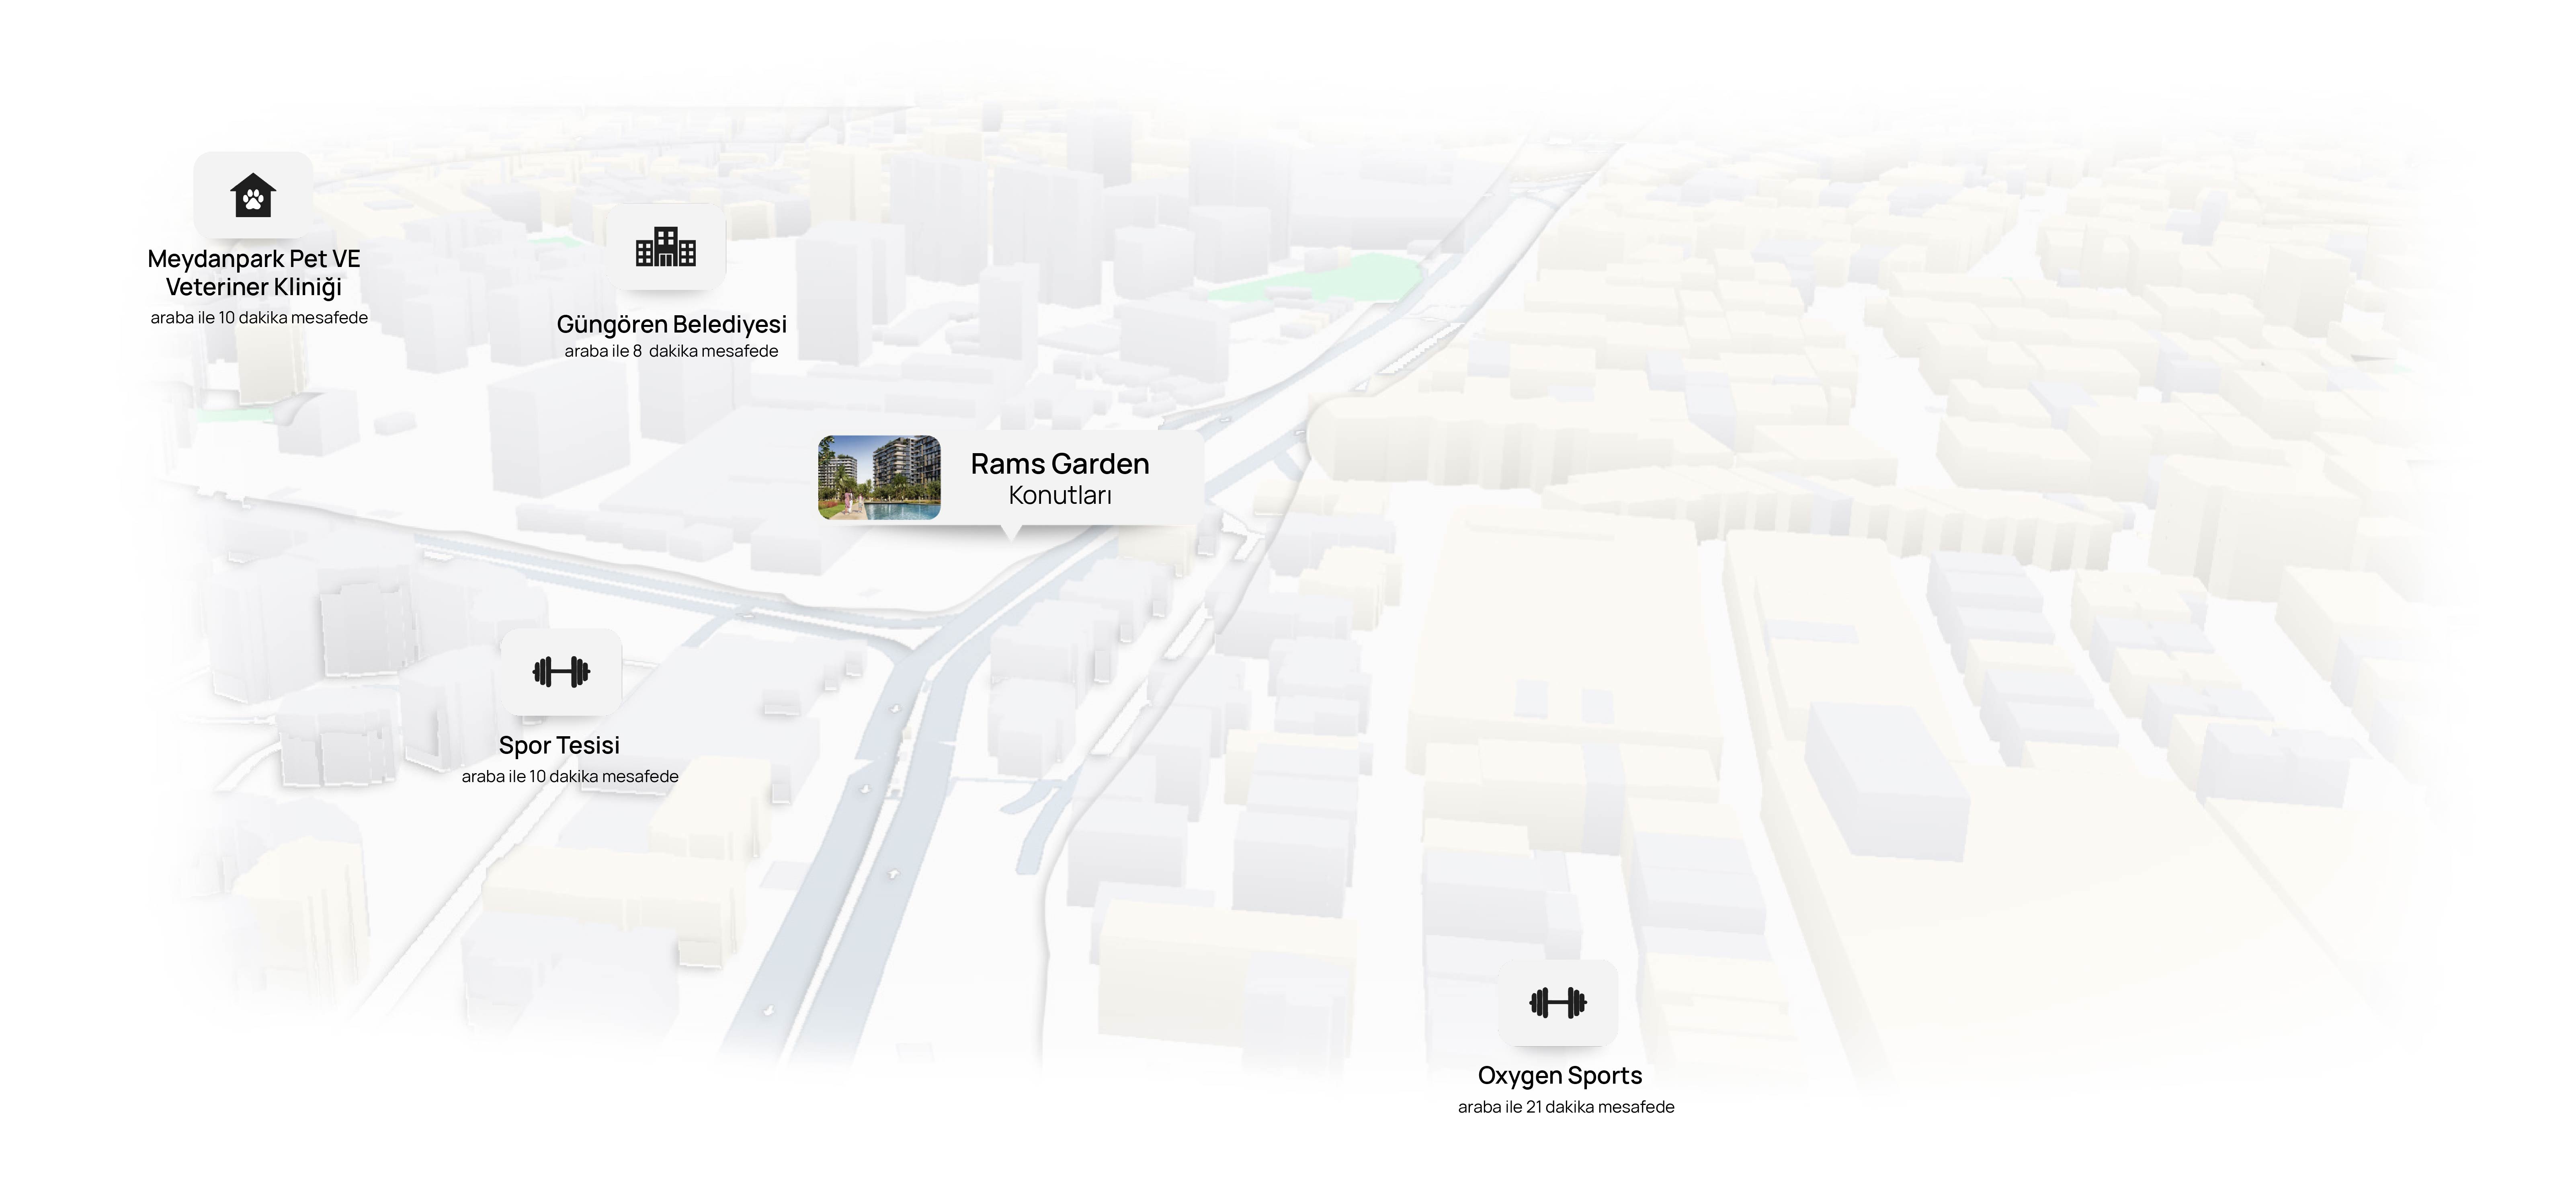 Meydanpark Pet VE
Veteriner Kliniği
araba ile 10 dakika mesafede
Güngören Belediyesi
araba ile 8 dakika mesafede
Rams Garden
Konutları
Spor Tesisi
araba ile 10 dakika mesafede
Oxygen Sports
araba ile 21 dakika mesafede